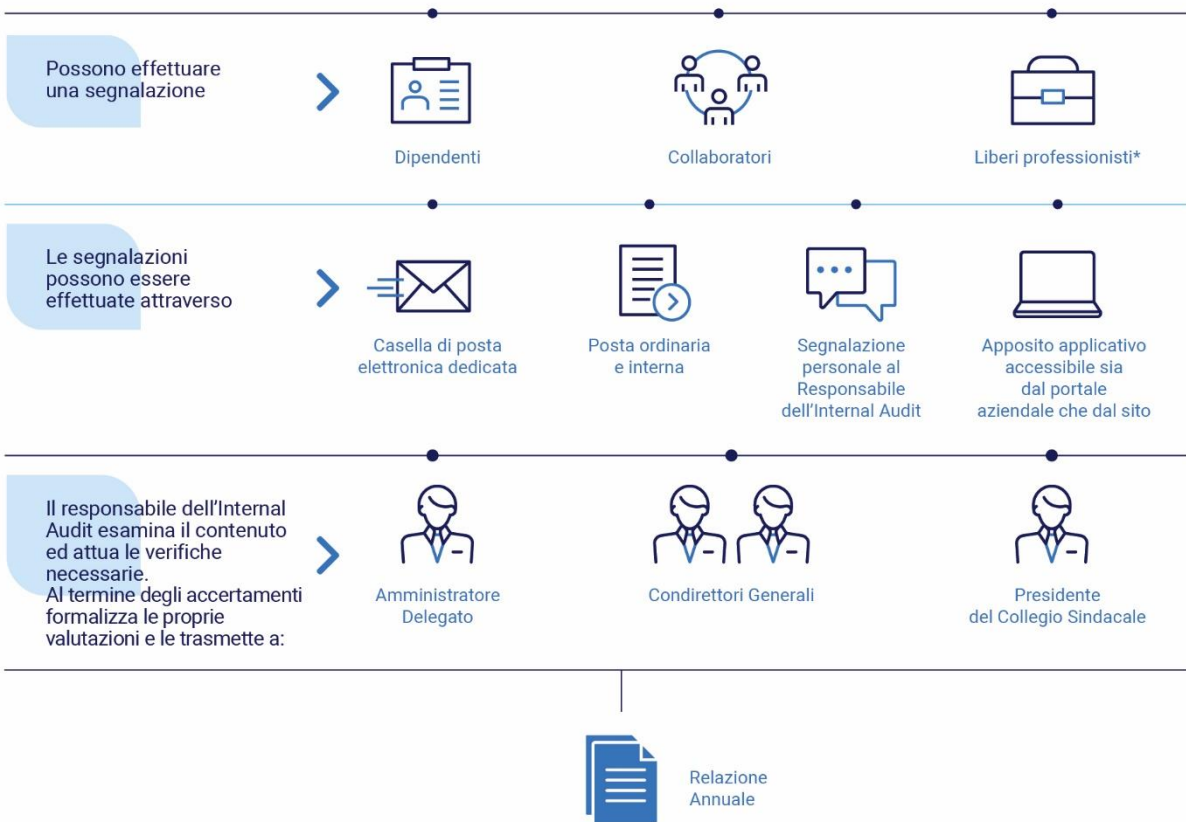 Possono effettuare
una segnalazione
Dipendenti
Collaboratori
Liberi professionisti*
Le segnalazioni
possono essere
effettuate attraverso
Casella di posta
elettronica dedicata
Posta ordinaria
e interna
Segnalazione
personale al
Responsabile
dell'Internal Audit
Apposito applicativo
accessibile sia
dal portale
aziendale che dal sito
Il responsabile dell'Internal
Audit esamina il contenuto
ed attua le verifiche
necessarie.
Al termine degli accertamenti
formalizza le proprie
valutazioni e le trasmette a:
Amministratore
Delegato
Condirettori Generali
Presidente
del Collegio Sindacale
Relazione
Annuale